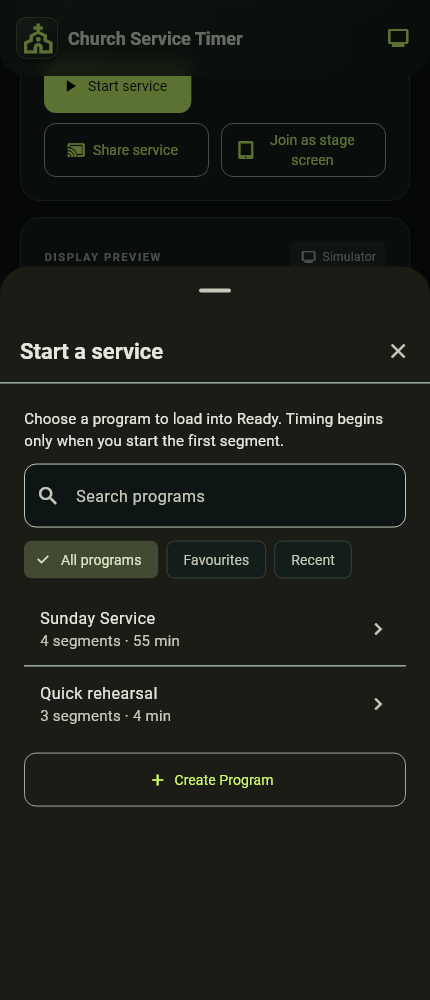 Church Service Timer
Start service
Share service
Join as stage
screen
DISPLAY PREVIEW
Simulator
Start a service
Choose a program to load into Ready. Timing begins
only when you start the first segment.
Search programs
All programs
Favourites
Recent
Sunday Service
4 segments · 55 min
Quick rehearsal
3 segments · 4 min
Create Program